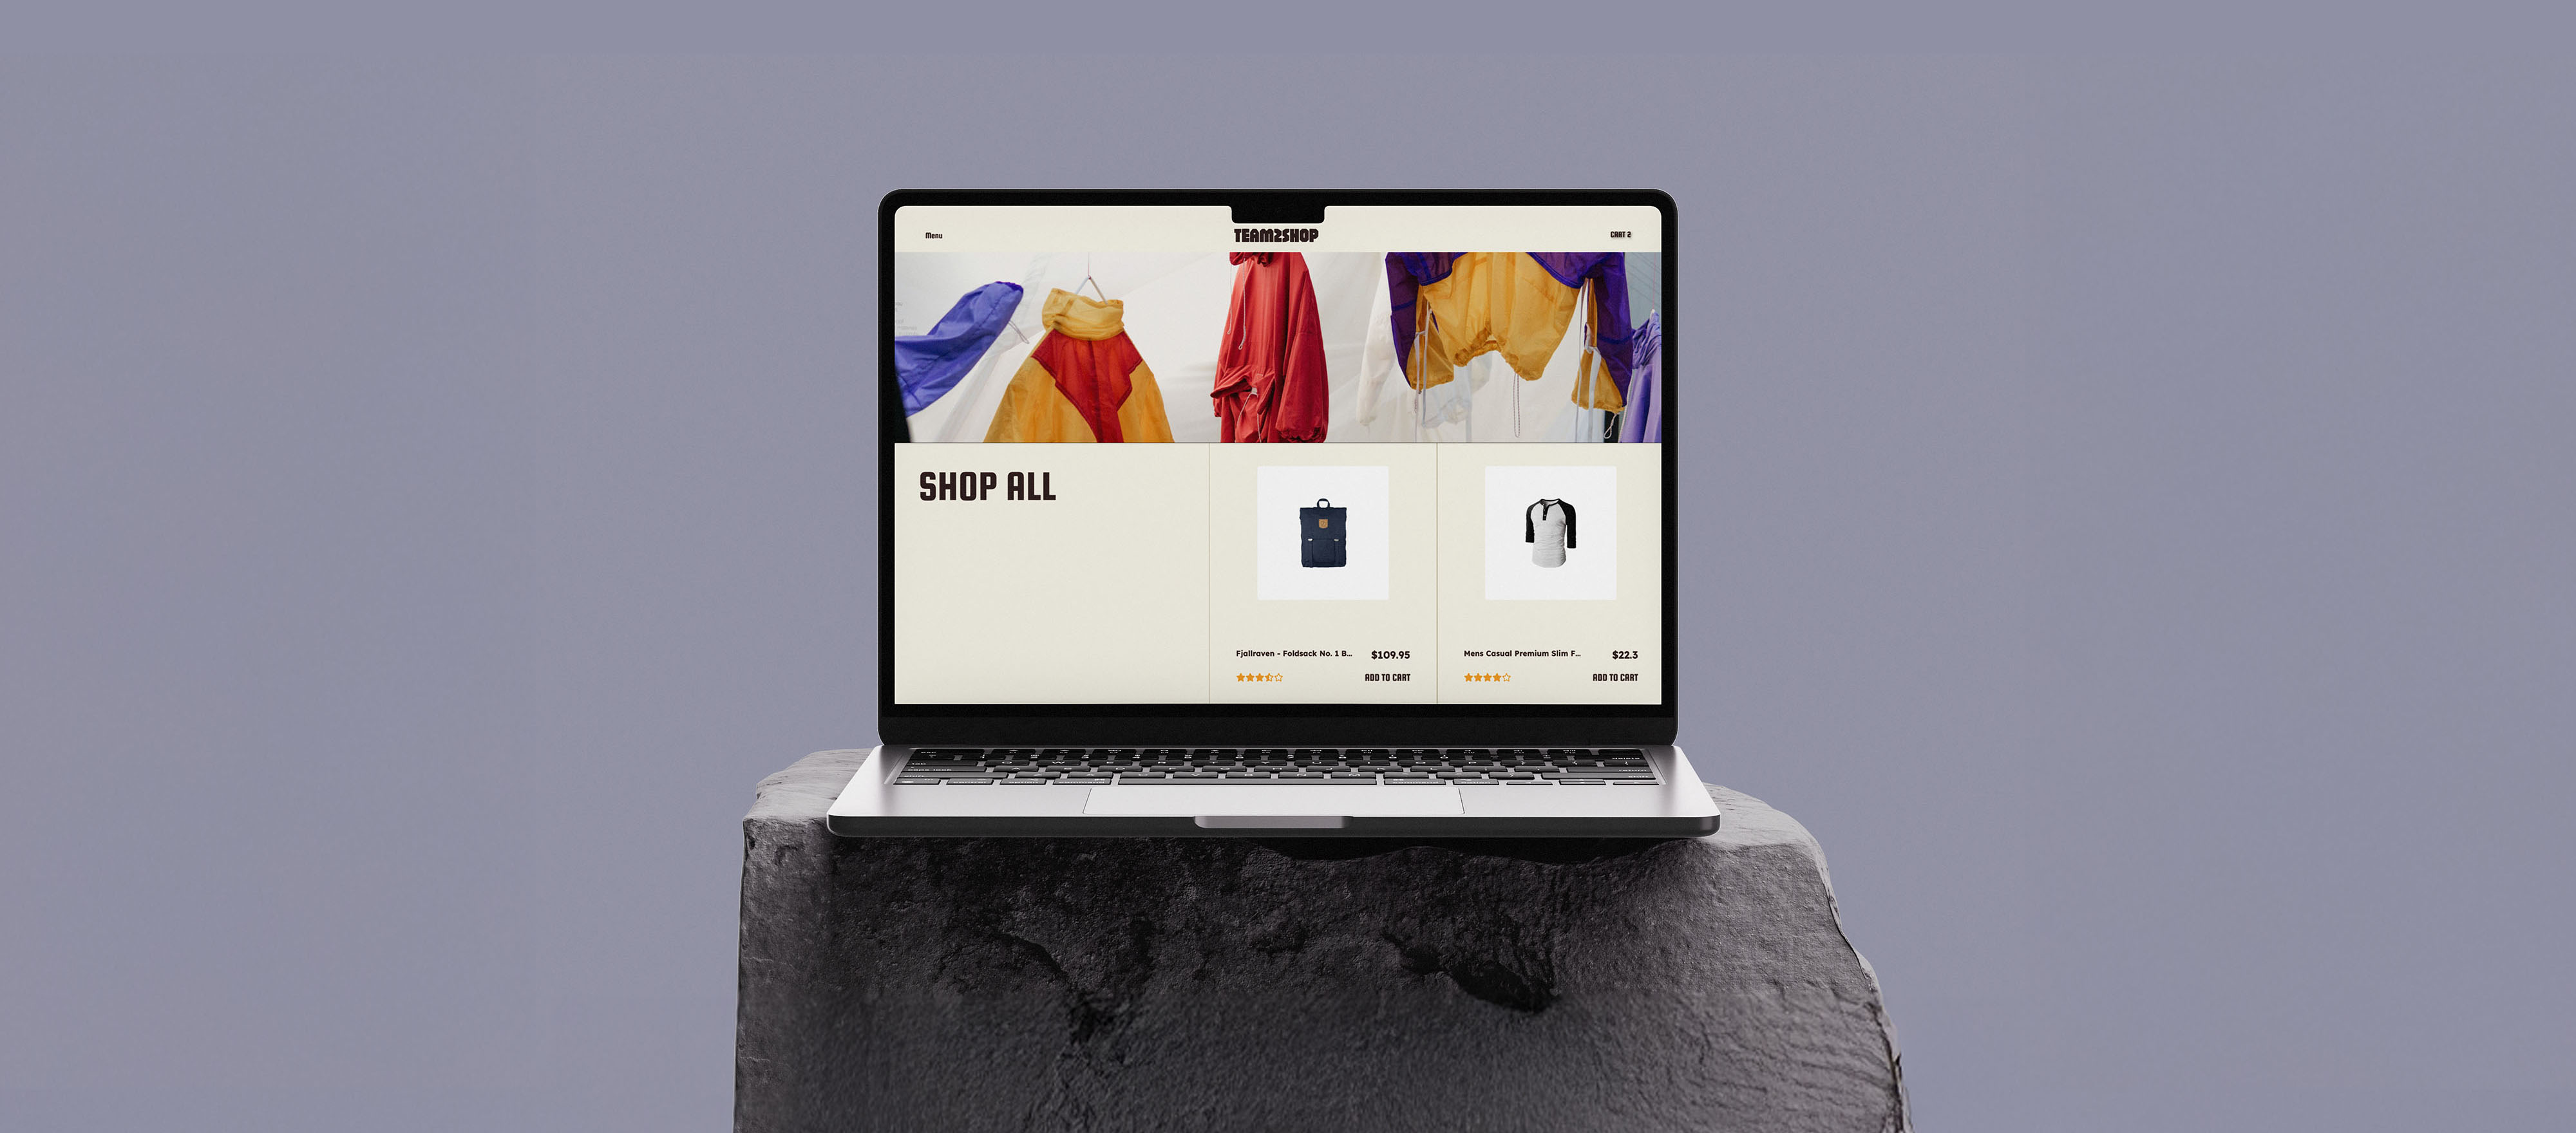 Menu
TEAM2SHOP
CART 2
SHOP ALL
Fjallraven - Foldsack No. 1 B...
$109.95
ADD TO CART
Mens Casual Premium Slim F...
$22.3
ADD TO CART